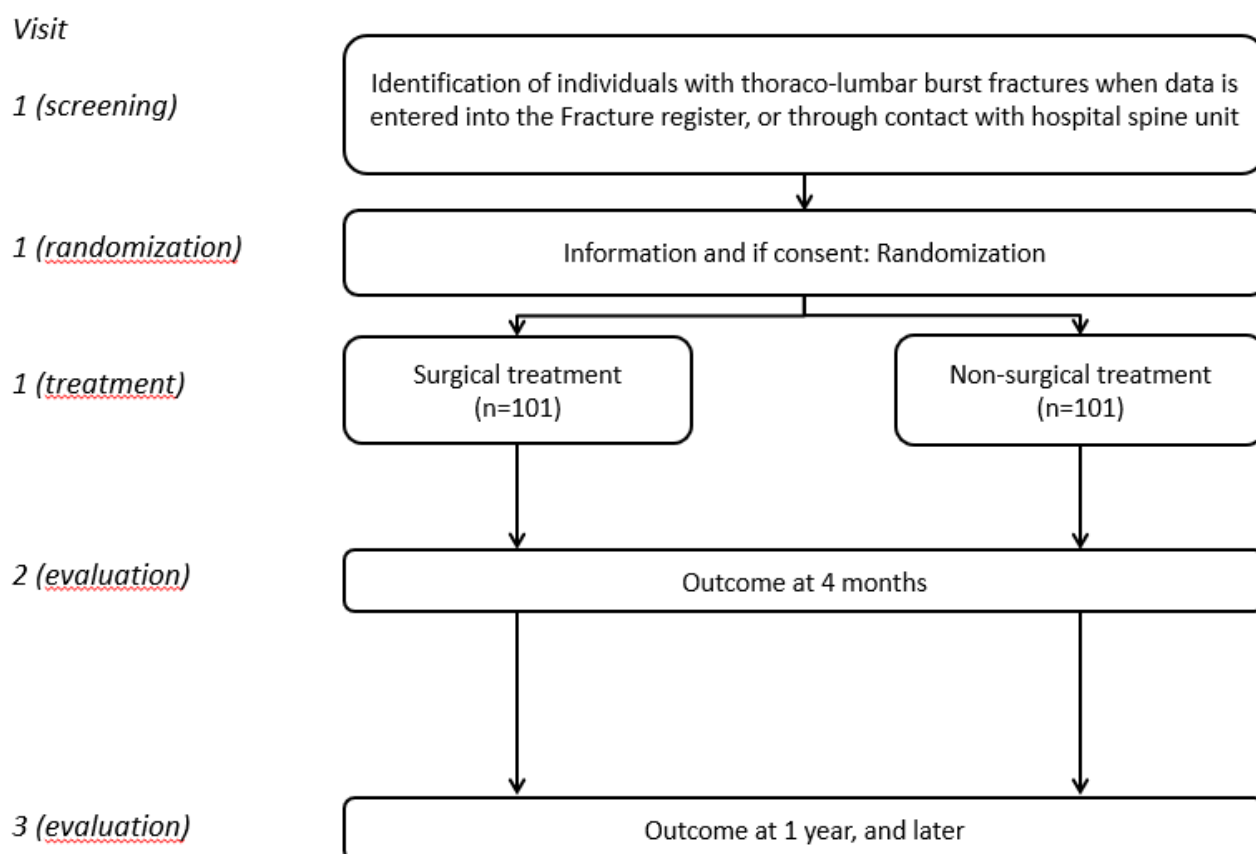 Visit
1 (screening)
Identification of individuals with thoraco-lumbar burst fractures when data is
entered into the Fracture register, or through contact with hospital spine unit
1 (randomization)
Information and if consent: Randomization
1 (treatment)
Surgical treatment
(n=101)
Non-surgical treatment
(n=101)
2 (evaluation)
Outcome at 4 months
3 (evaluation)
Outcome at 1 year, and later